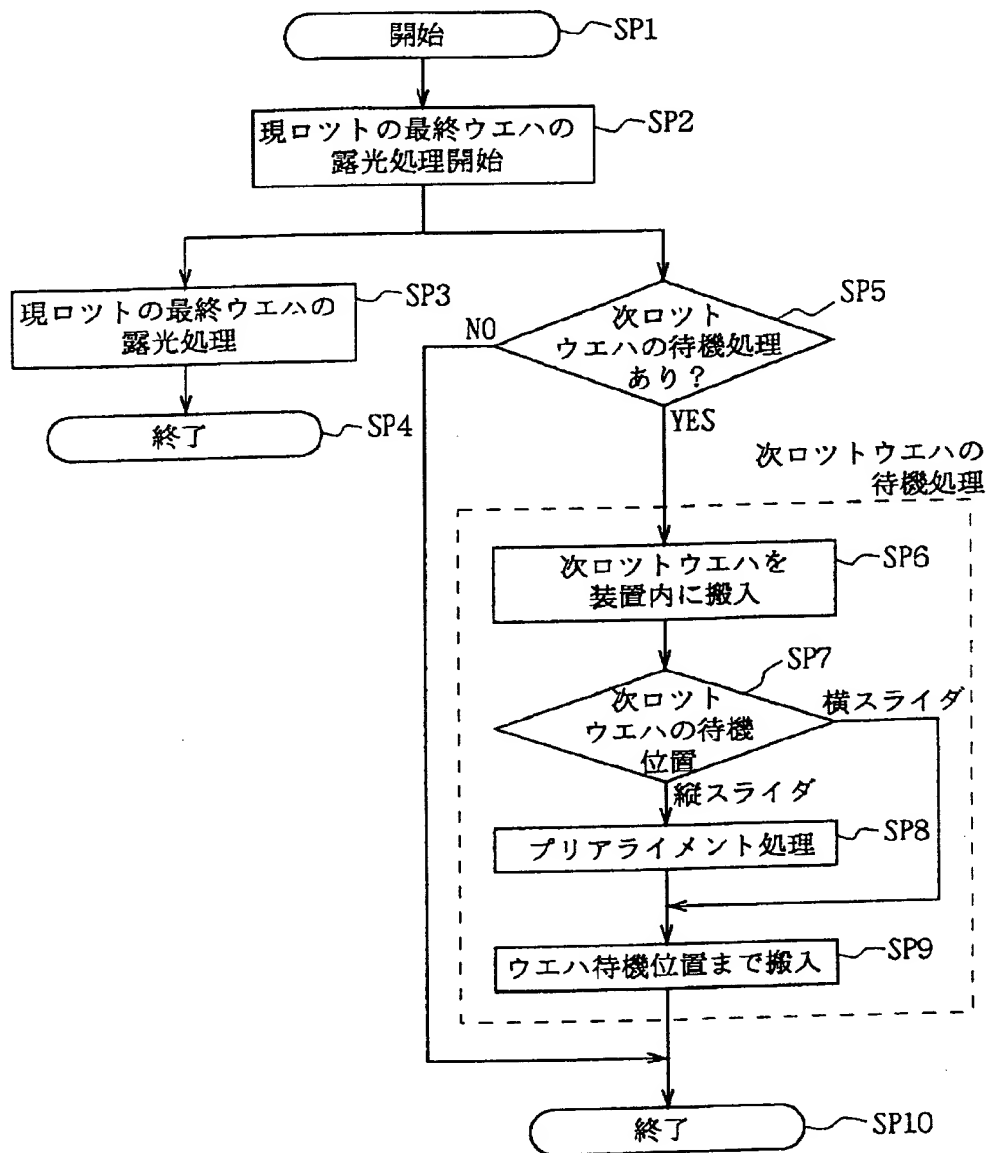 開始
SP1
現ロツトの最終ウエハの
露光処理開始
SP2
現ロツトの最終ウエハの
露光処理
SP3
終了
SP4
次ロツト
ウエハの待機処理
あり？
SP5
NO
YES
次ロツトウエハの
待機処理
次ロツトウエハを
装置内に搬入
SP6
次ロツト
ウエハの待機
位置
SP7
横スライダ
縦スライダ
プリアライメント処理
SP8
ウエハ待機位置まで搬入
SP9
終了
SP10